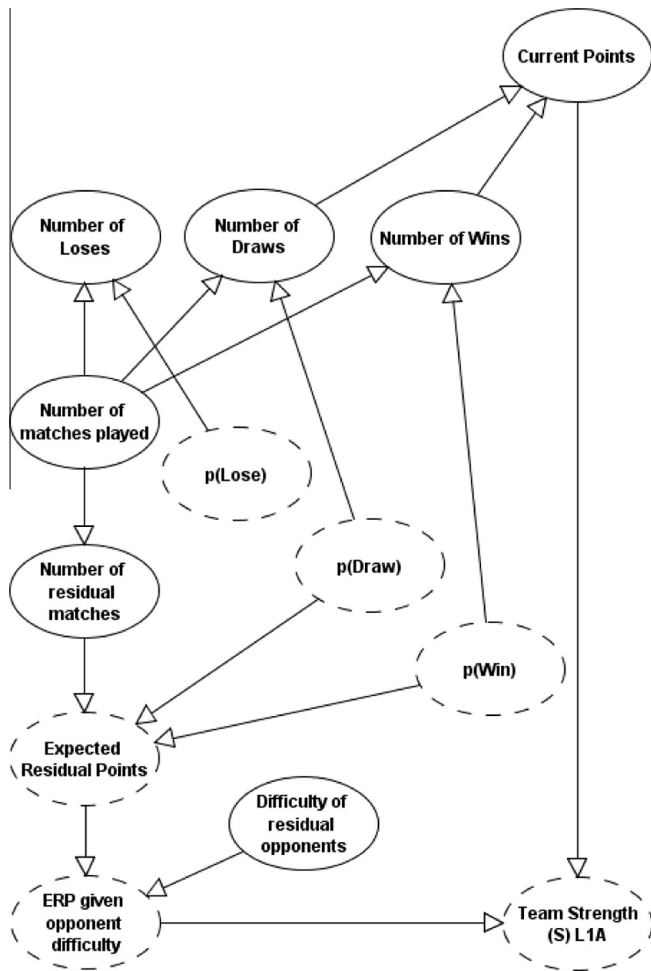 Current Points
Number of
Loses
Number of
Draws
Number of Wins
Number of
matches played
p(Lose)
Number of
residual
matches
p(Draw)
p(Win)
Expected
Residual Points
Difficulty of
residual
opponents
ERP given
opponent
difficulty
Team Strength
(S) L1A